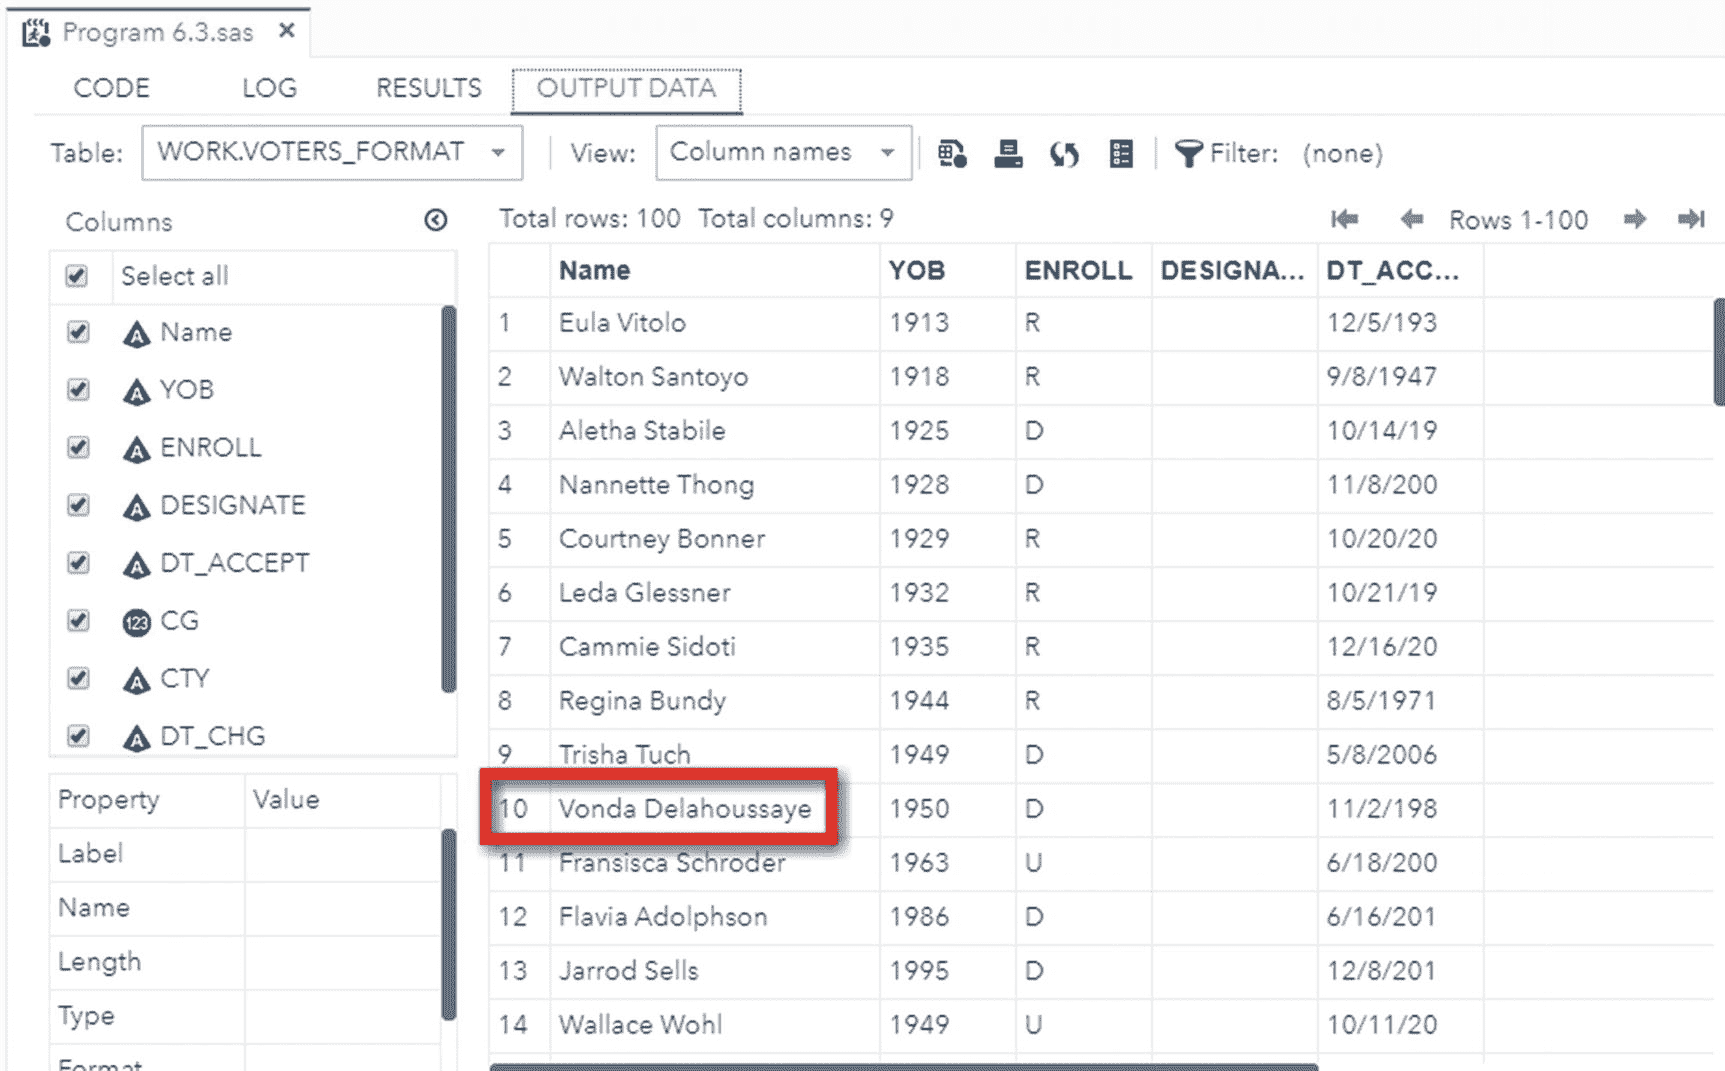 Program 6.3.sas
CODE LOG RESULTS OUTPUT DATA
Table: WORK.VOTERS_FORMAT View: Column names Filter: (none)
Columns
Select all
Name
YOB
ENROLL
DESIGNATE
DT_ACCEPT
123 CG
CTY
DT_CHG
Property Value
Label
Name
Length
Type
Format
Total rows: 100 Total columns: 9 Rows 1-100
Name YOB ENROLL DESIGNA... DT_ACC...
1 Eula Vitolo 1913 R 12/5/193
2 Walton Santoyo 1918 R 9/8/1947
3 Aletha Stabile 1925 D 10/14/19
4 Nannette Thong 1928 D 11/8/200
5 Courtney Bonner 1929 R 10/20/20
6 Leda Glessner 1932 R 10/21/19
7 Cammie Sidoti 1935 R 12/16/20
8 Regina Bundy 1944 R 8/5/1971
9 Trisha Tuch 1949 D 5/8/2006
10 Vonda Delahoussaye 1950 D 11/2/198
11 Fransisca Schroder 1963 U 6/18/200
12 Flavia Adolphson 1986 D 6/16/201
13 Jarrod Sells 1995 D 12/8/201
14 Wallace Wohl 1949 U 10/11/20